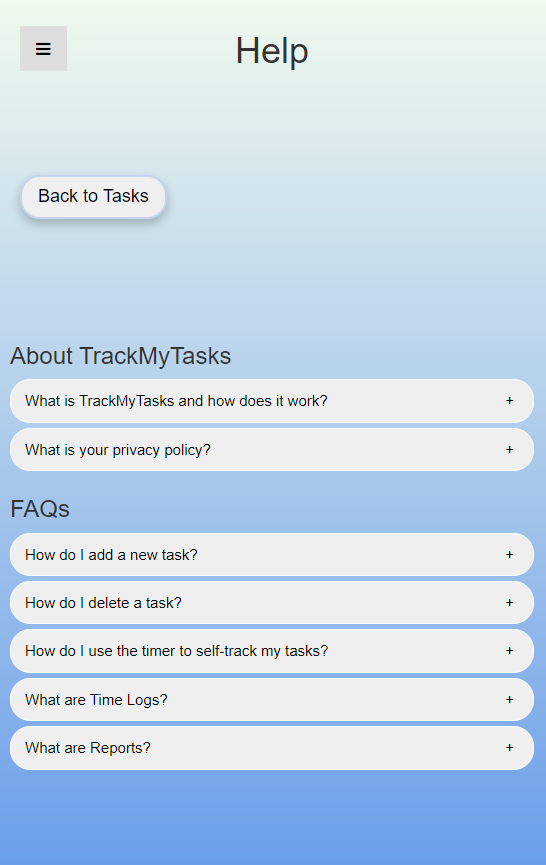 Help
Back to Tasks
About TrackMyTasks
What is TrackMyTasks and how does it work? +
What is your privacy policy? +
FAQs
How do I add a new task? +
How do I delete a task? +
How do I use the timer to self-track my tasks? +
What are Time Logs? +
What are Reports? +